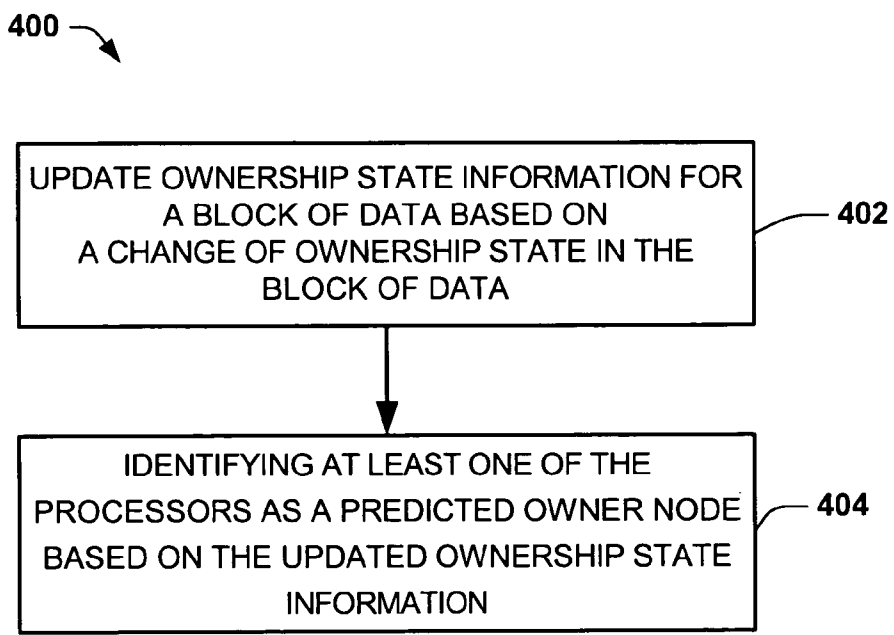 400
UPDATE OWNERSHIP STATE INFORMATION FOR
A BLOCK OF DATA BASED ON
A CHANGE OF OWNERSHIP STATE IN THE
BLOCK OF DATA
402
IDENTIFYING AT LEAST ONE OF THE
PROCESSORS AS A PREDICTED OWNER NODE
BASED ON THE UPDATED OWNERSHIP STATE
INFORMATION
404